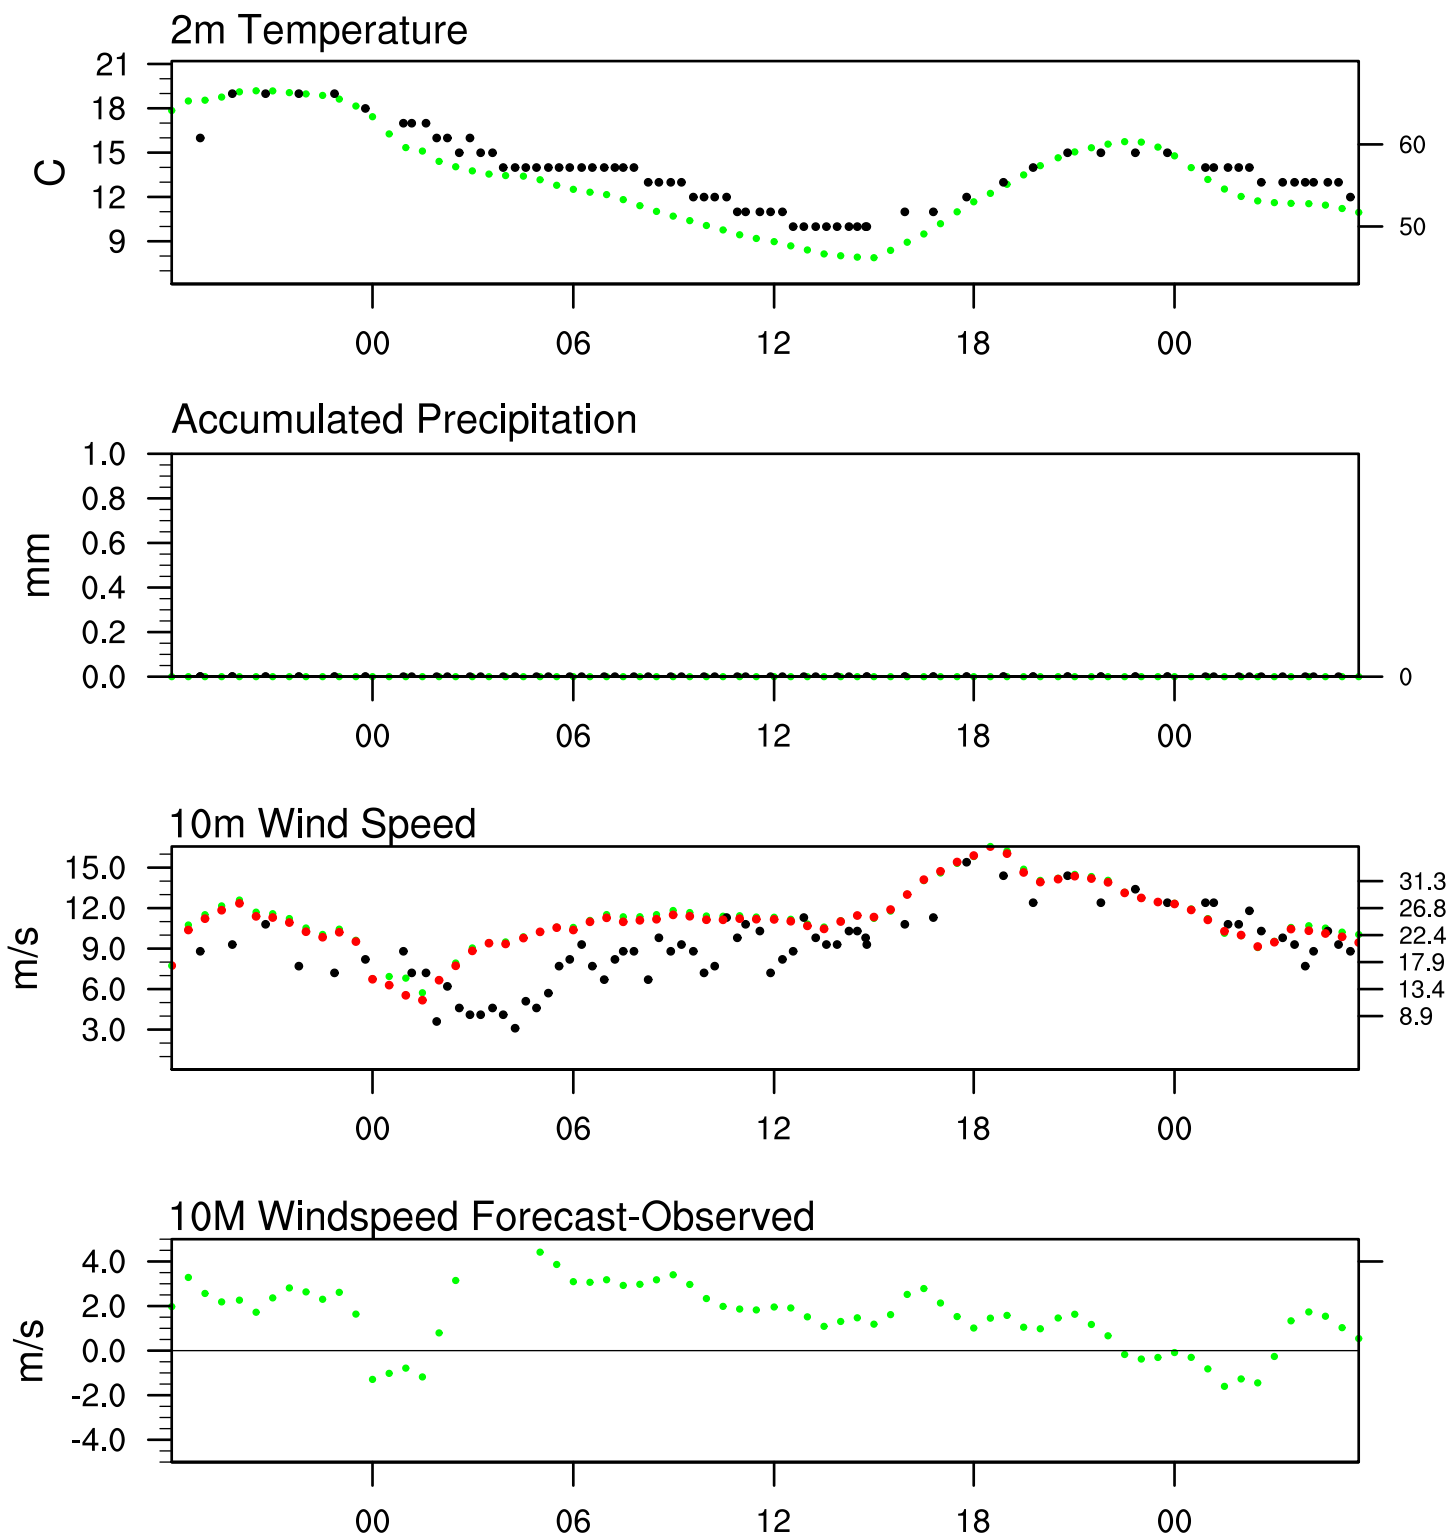 2m Temperature
21
18
15
12
9
C
60
50
00 06 12 18 00
Accumulated Precipitation
1.0
0.8
0.6
0.4
0.2
0.0
mm
0
00 06 12 18 00
10m Wind Speed
15.0
12.0
9.0
6.0
3.0
m/s
31.3
26.8
22.4
17.9
13.4
8.9
00 06 12 18 00
10M Windspeed Forecast-Observed
4.0
2.0
0.0
-2.0
-4.0
m/s
00 06 12 18 00